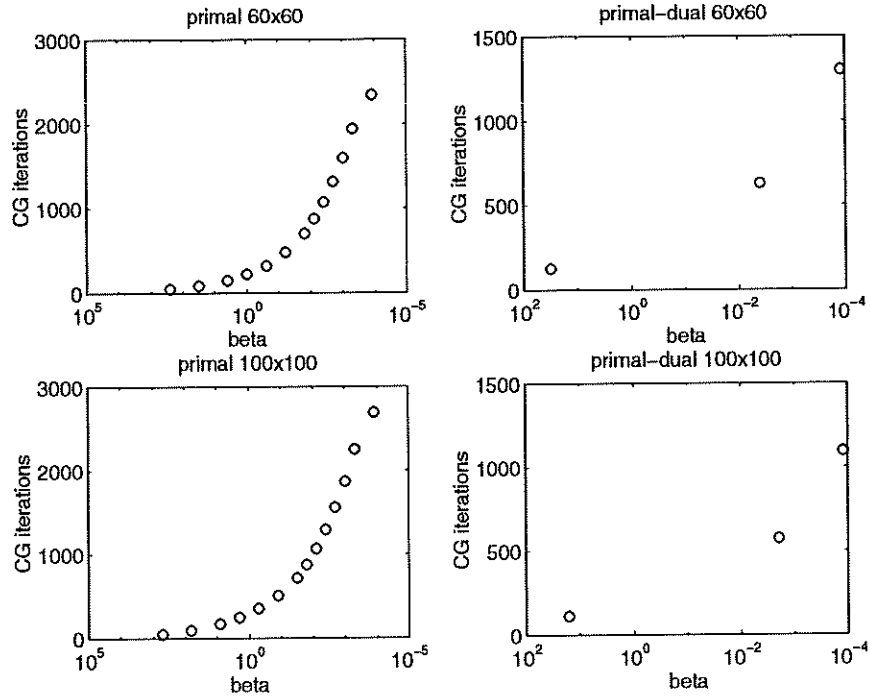 primal 60x60
3000
2000
1000
0
CG iterations
10^5
10^0
10^-5
beta
primal-dual 60x60
1500
1000
500
0
CG iterations
10^2
10^0
10^-2
10^-4
beta
primal 100x100
3000
2000
1000
0
CG iterations
10^5
10^0
10^-5
beta
primal-dual 100x100
1500
1000
500
0
CG iterations
10^2
10^0
10^-2
10^-4
beta